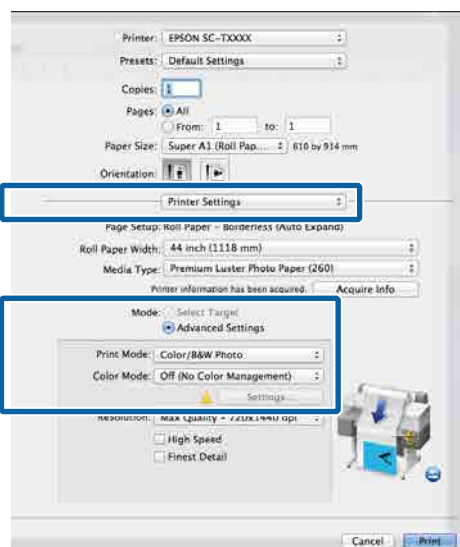 Printer: EPSON SC-TXXXX
Presets: Default Settings
Copies: 1
Pages: All
From: 1 to: 1
Paper Size: Super A1 (Roll Pap.... 610 by 914 mm
Orientation:
Printer Settings
Page Setup: Roll Paper - Borderless (Auto Expand)
Roll Paper Width: 44 inch (1118 mm)
Media Type: Premium Luster Photo Paper (260)
Printer information has been acquired. Acquire Info
Mode: Select Target
Advanced Settings
Print Mode: Color/B&W Photo
Color Mode: Off (No Color Management)
Settings...
Resolution: Max Quality - 720x1440 dpi
High Speed
Finest Detail
Cancel Print